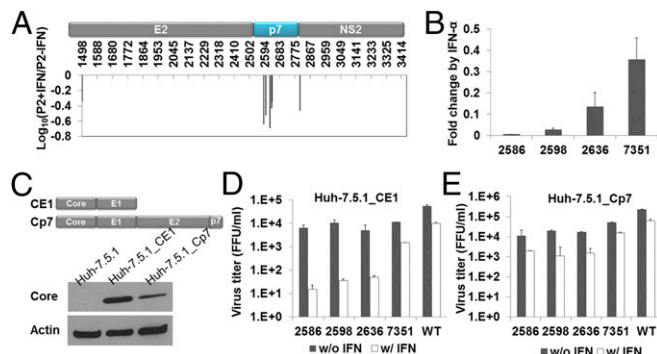 A
E2 p7 NS2
1498 1588 1680 1772 1864 1953 2045 2137 2229 2318 2410 2502 2594 2683 2775 2867 2959 3049 3141 3233 3325 3414
Log10(P2+IFN/P2-IFN)
0
-0.2
-0.4
-0.6
-0.8
B
Fold change by IFN-α
0.5
0.4
0.3
0.2
0.1
0
2586 2598 2636 7351
C
CE1 Core E1
Cp7 Core E1 E2 p7
Huh-7.5.1 Huh-7.5.1_CE1 Huh-7.5.1_Cp7
Core
Actin
D
Huh-7.5.1_CE1
Virus titer (FFU/ml)
1.E+5
1.E+4
1.E+3
1.E+2
1.E+1
1.E+0
2586 2598 2636 7351 WT
w/o IFN w/ IFN
E
Huh-7.5.1_Cp7
Virus titer (FFU/ml)
1.E+6
1.E+5
1.E+4
1.E+3
1.E+2
1.E+1
1.E+0
2586 2598 2636 7351 WT
w/o IFN w/ IFN